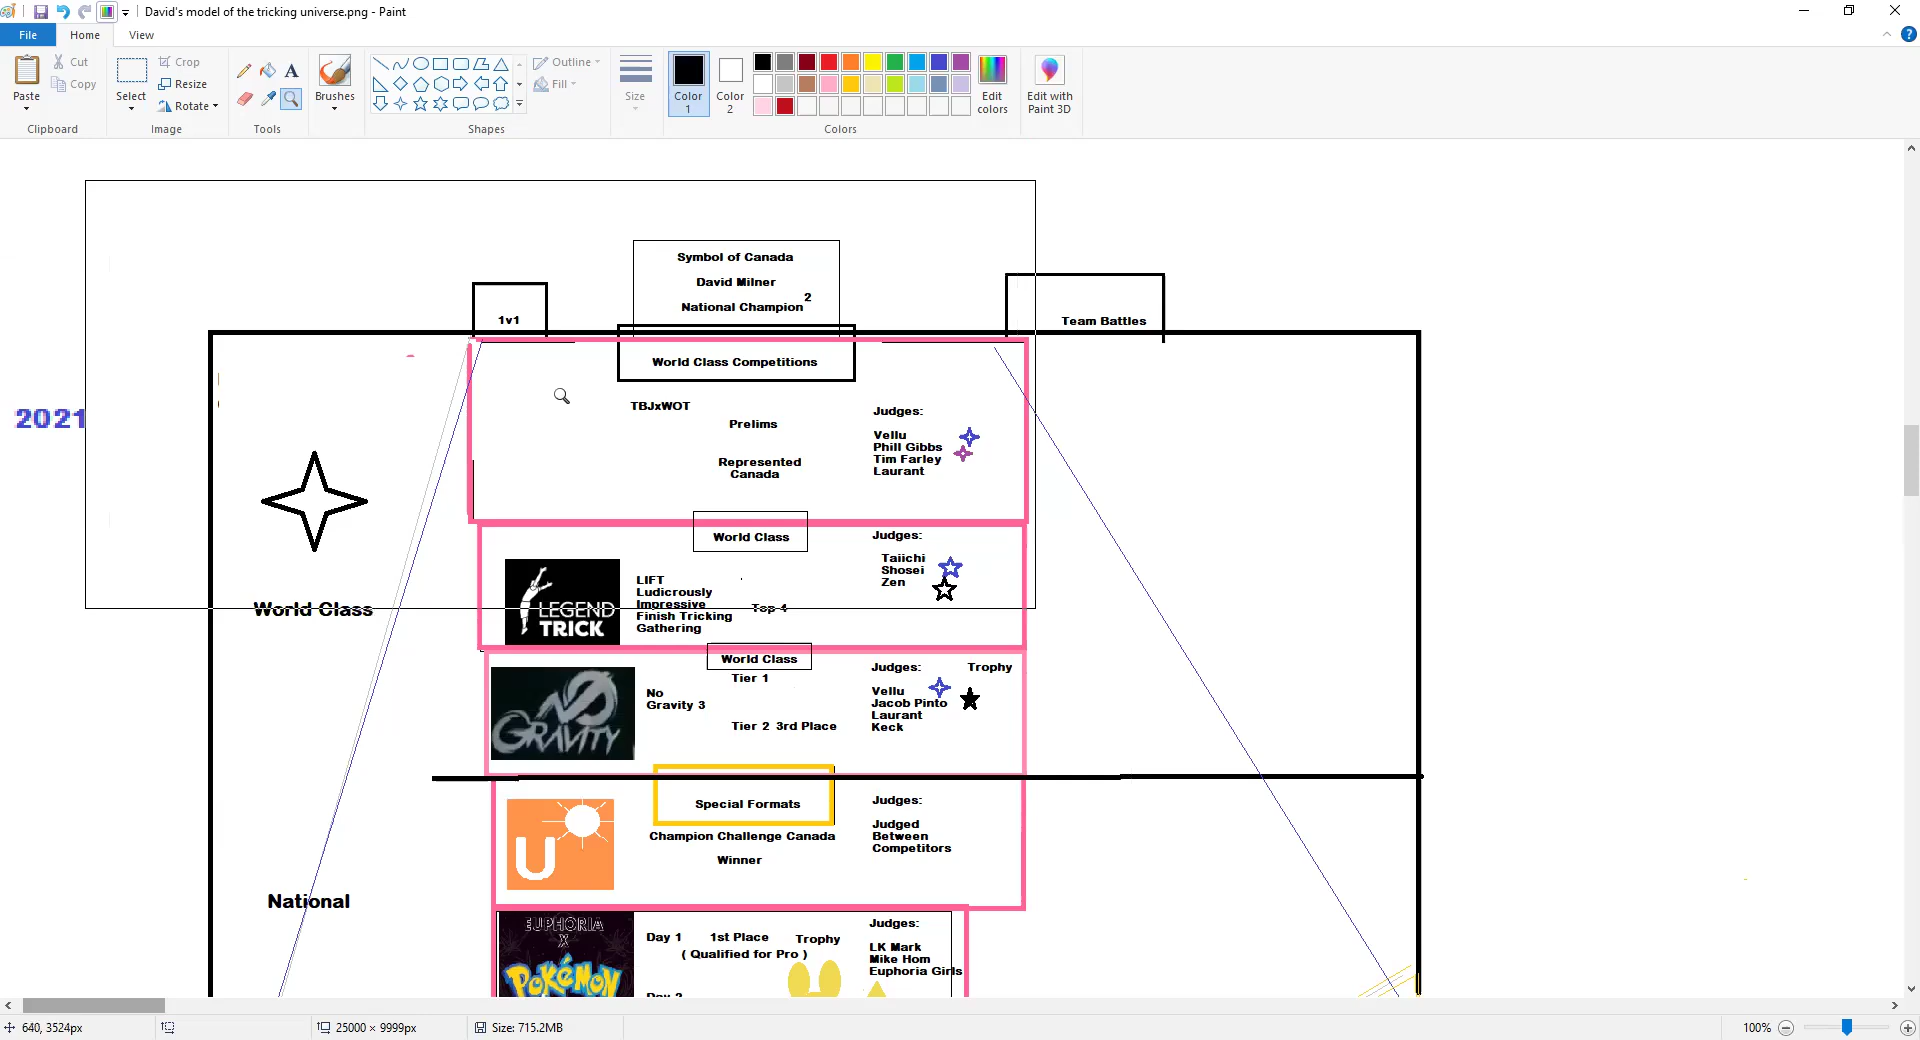 David's model of the tricking universe.png - Paint
File
Home
View
Paste
Cut
Copy
Clipboard
Select
Crop
Resize
Rotate
Image
A
Tools
Brushes
Shapes
Outline
Fill
Size
Color
1
Color
2
Colors
Edit
colors
Edit with
Paint 3D
Symbol of Canada
David Milner
National Champion 2
1v1
Team Battles
World Class Competitions
2021
TBJxWOT
Prelims
Represented
Canada
Judges:
Vellu
Phill Gibbs
Tim Farley
Laurant
World Class
World Class
Judges:
Taiichi
Shosei
Zen
LEGEND
TRICK
LIFT
Ludicrously
Impressive
Finish Tricking
Gathering
Top 4
World Class
Tier 1
NO
GRAVITY
No
Gravity 3
Tier 2 3rd Place
Judges:
Trophy
Vellu
Jacob Pinto
Laurant
Keck
Special Formats
U
Champion Challenge Canada
Winner
Judges:
Judged
Between
Competitors
National
EUPHORIA
X
POKéMON
Day 1
1st Place
Trophy
( Qualified for Pro )
Day 2
Judges:
LK Mark
Mike Hom
Euphoria Girls
640, 3524px
25000 × 9999px
Size: 715.2MB
100%